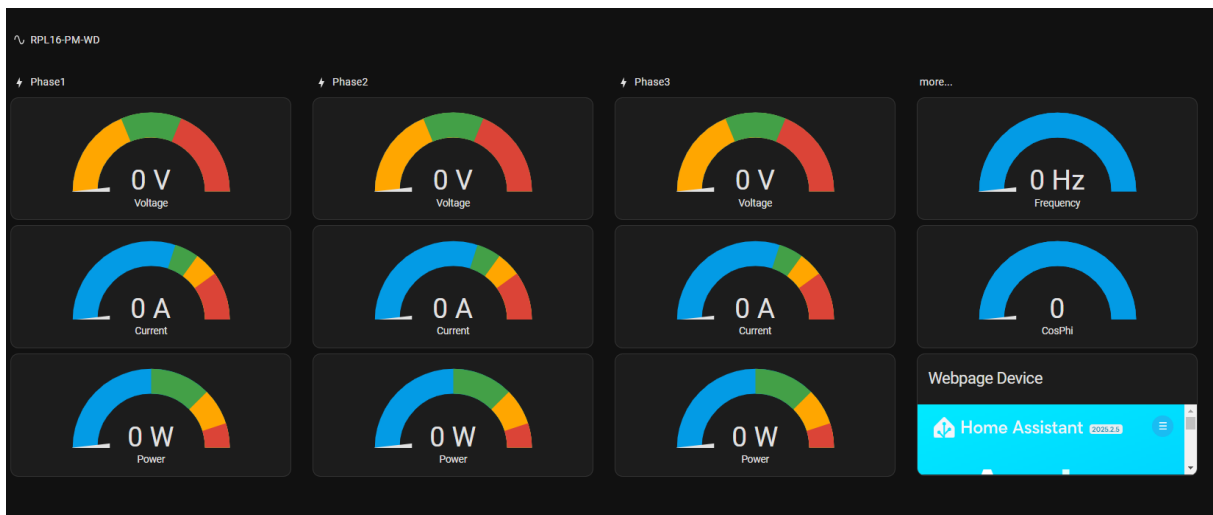 RPL16-PM-WD
Phase1
Phase2
Phase3
more...
0 V
Voltage
0 V
Voltage
0 V
Voltage
0 Hz
Frequency
0 A
Current
0 A
Current
0 A
Current
0
CosPhi
0 W
Power
0 W
Power
0 W
Power
Webpage Device
Home Assistant 2025.2.5